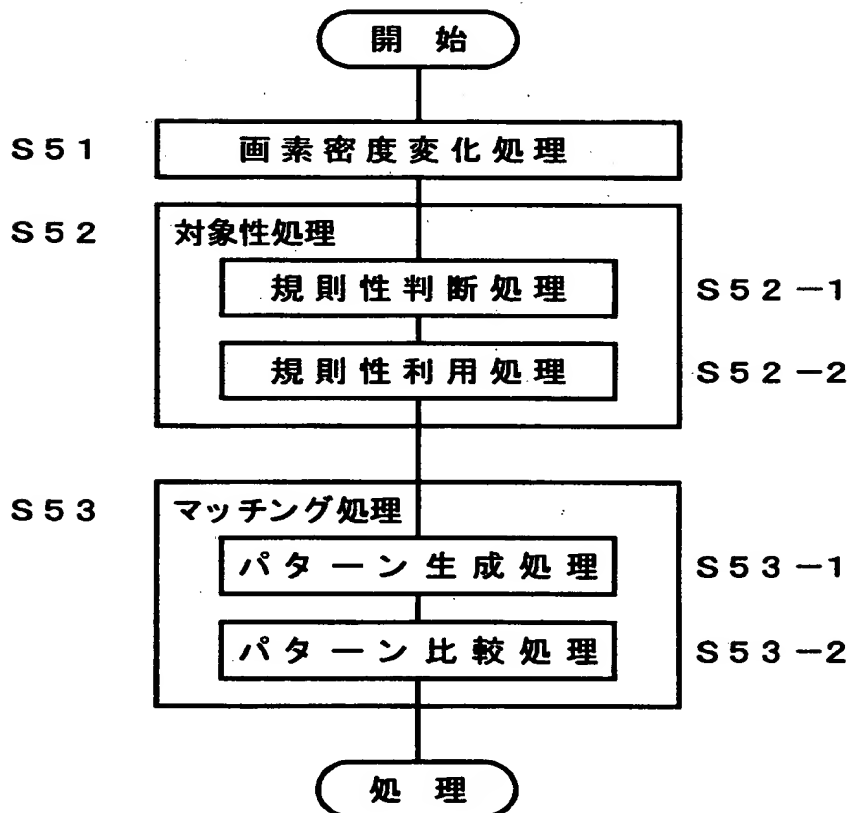 開始
S51 画素密度変化処理
S52 対象性処理
規則性判断処理 S52-1
規則性利用処理 S52-2
S53 マッチング処理
パターン生成処理 S53-1
パターン比較処理 S53-2
処理